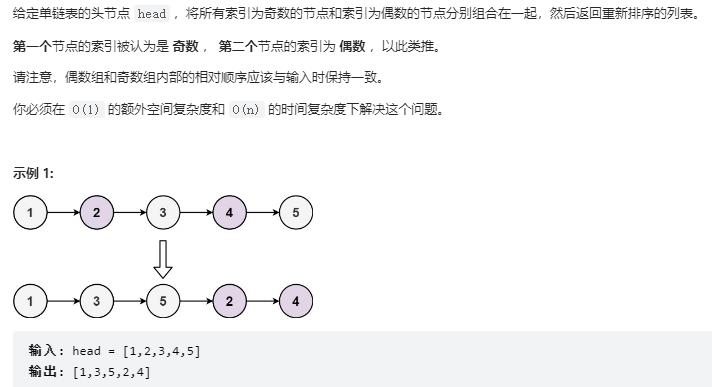 给定单链表的头节点 head ，将所有索引为奇数的节点和索引为偶数的节点分别组合在一起，然后返回重新排序的列表。
第一个节点的索引被认为是 奇数 ， 第二个节点的索引为 偶数 ，以此类推。
请注意，偶数组和奇数组内部的相对顺序应该与输入时保持一致。
你必须在 O(1) 的额外空间复杂度和 O(n) 的时间复杂度下解决这个问题。
示例 1:
1 2 3 4 5
1 3 5 2 4
输入: head = [1,2,3,4,5]
输出: [1,3,5,2,4]